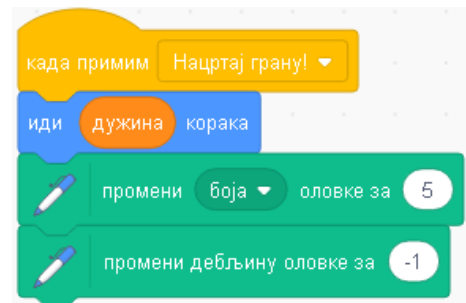 када примим Нацртај грану!
иди дужина корака
промени боја оловке за 5
промени дебљину оловке за -1